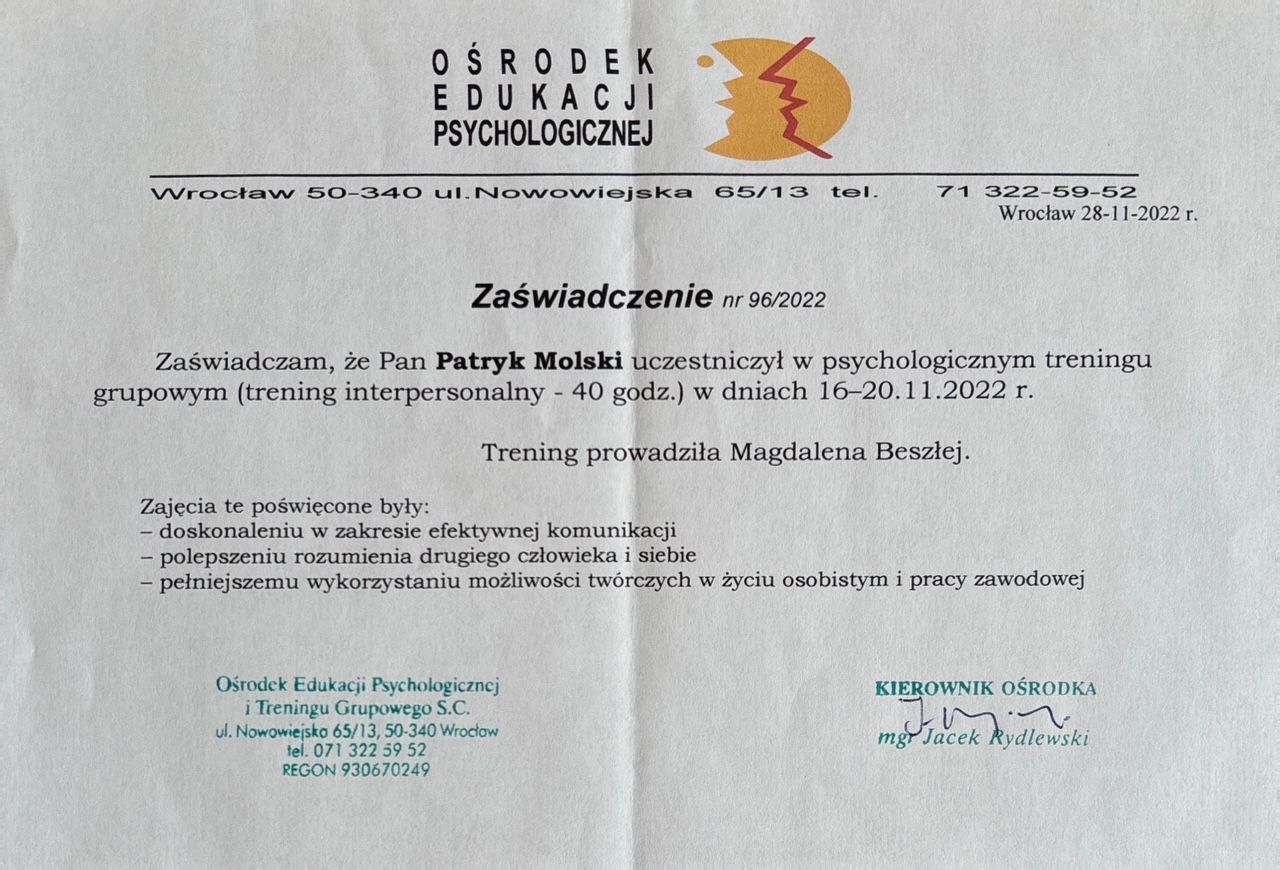 OŚRODEK
EDUKACJI
PSYCHOLOGICZNEJ
Wrocław 50-340 ul.Nowowiejska 65/13 tel. 71 322-59-52
Wrocław 28-11-2022 r.
Zaświadczenie nr 96/2022
Zaświadczam, że Pan Patryk Molski uczestniczył w psychologicznym treningu
grupowym (trening interpersonalny - 40 godz.) w dniach 16–20.11.2022 r.
Trening prowadziła Magdalena Beszłej.
Zajęcia te poświęcone były:
– doskonaleniu w zakresie efektywnej komunikacji
– polepszeniu rozumienia drugiego człowieka i siebie
– pełniejszemu wykorzystaniu możliwości twórczych w życiu osobistym i pracy zawodowej
Ośrodek Edukacji Psychologicznej
i Treningu Grupowego S.C.
ul. Nowowiejska 65/13, 50-340 Wrocław
tel. 071 322 59 52
REGON 930670249
KIEROWNIK OŚRODKA
mgr Jacek Rydlewski